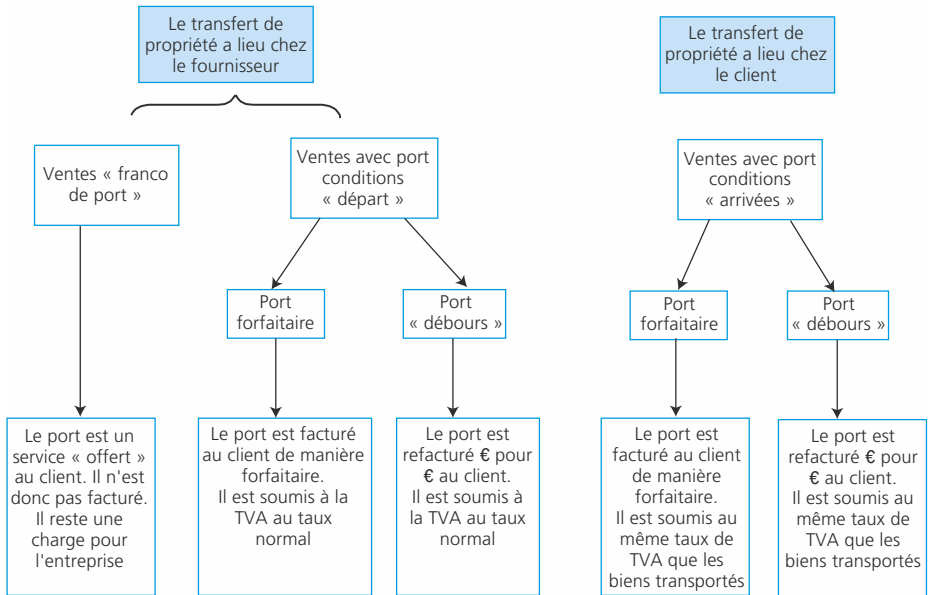 Le transfert de
propriété a lieu chez
le fournisseur
Le transfert de
propriété a lieu chez
le client
Ventes « franco
de port »
Ventes avec port
conditions
« départ »
Ventes avec port
conditions
« arrivées »
Port
forfaitaire
Port
« débours »
Port
forfaitaire
Port
« débours »
Le port est un
service « offert »
au client. Il n'est
donc pas facturé.
Il reste une
charge pour
l'entreprise
Le port est facturé
au client de manière
forfaitaire.
Il est soumis à la
TVA au taux
normal
Le port est
refacturé € pour
€ au client.
Il est soumis à
la TVA au taux
normal
Le port est
facturé au client
de manière
forfaitaire.
Il est soumis au
même taux de
TVA que les
biens transportés
Le port est
refacturé € pour
€ au client.
Il est soumis au
même taux de
TVA que les
biens transportés